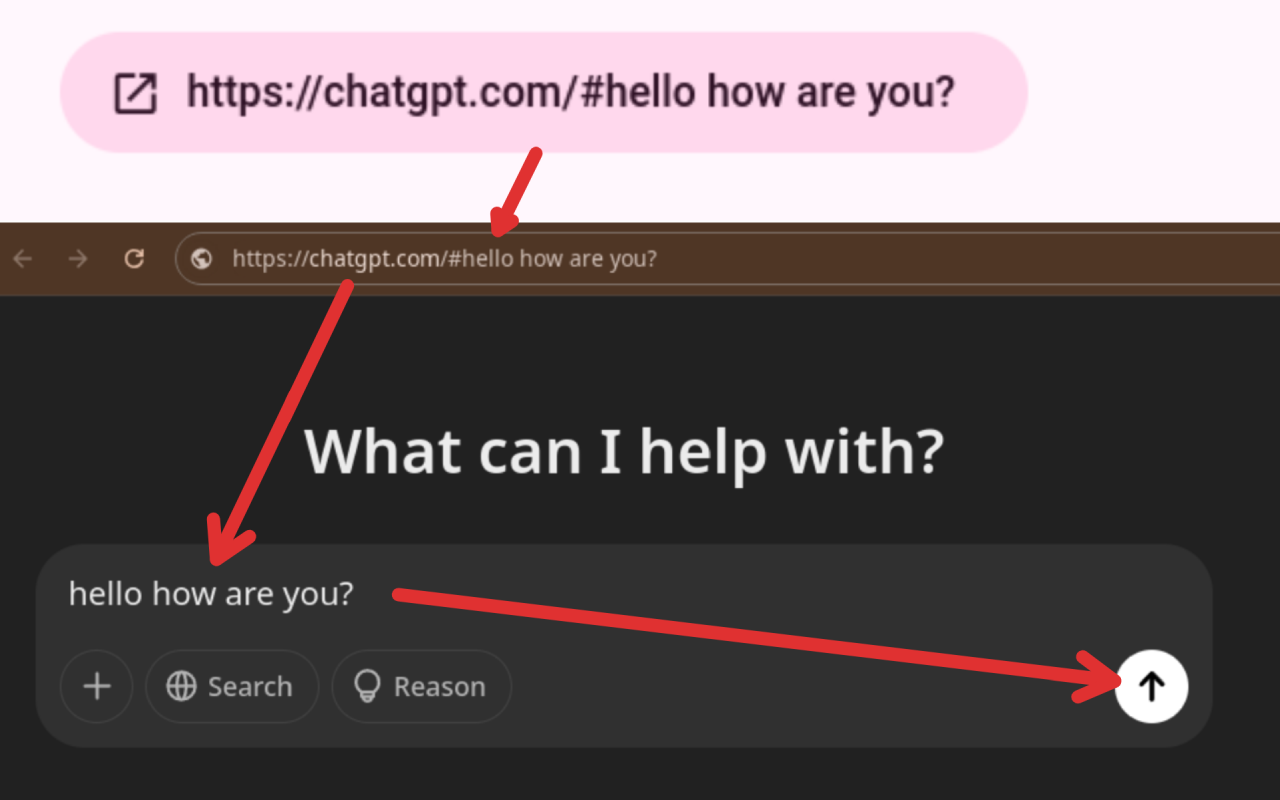 https://chatgpt.com/#hello how are you?
https://chatgpt.com/#hello how are you?
What can I help with?
hello how are you?
Search
Reason